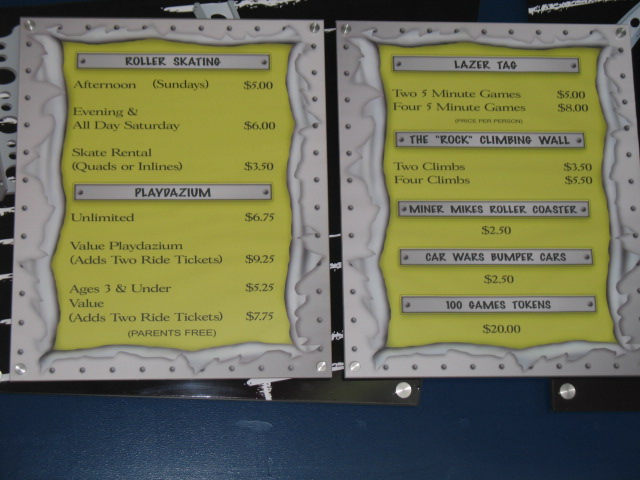 ROLLER SKATING
Afternoon (Sundays) $5.00
Evening &
All Day Saturday $6.00
Skate Rental
(Quads or Inlines) $3.50
PLAYDAZIUM
Unlimited $6.75
Value Playdazium
(Adds Two Ride Tickets) $9.25
Ages 3 & Under $5.25
Value
(Adds Two Ride Tickets) $7.75
(PARENTS FREE)
LAZER TAG
Two 5 Minute Games $5.00
Four 5 Minute Games $8.00
(PRICE PER PERSON)
THE "ROCK" CLIMBING WALL
Two Climbs $3.50
Four Climbs $5.50
MINER MIKES ROLLER COASTER
$2.50
CAR WARS BUMPER CARS
$2.50
100 GAMES TOKENS
$20.00